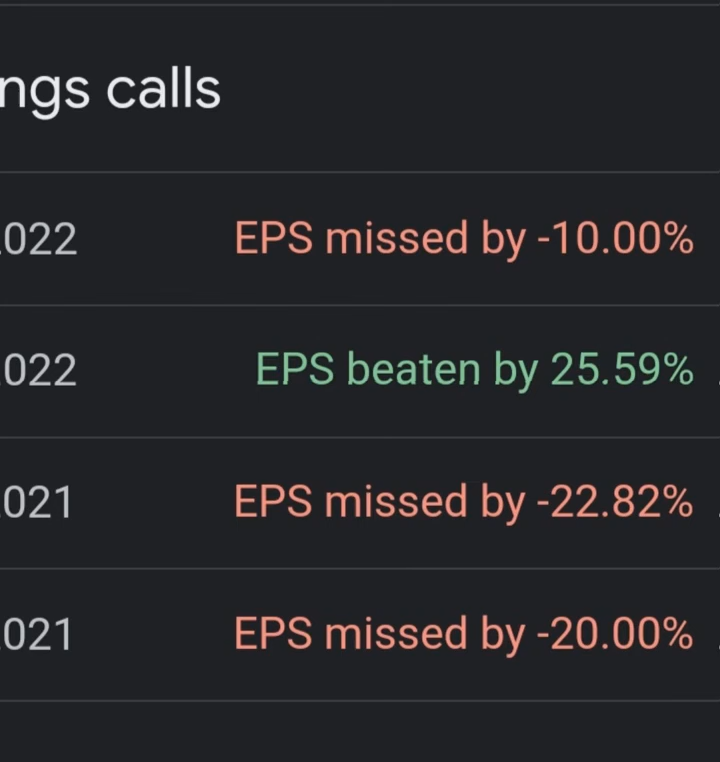 ngs calls
022 EPS missed by -10.00%
022 EPS beaten by 25.59%
021 EPS missed by -22.82%
021 EPS missed by -20.00%